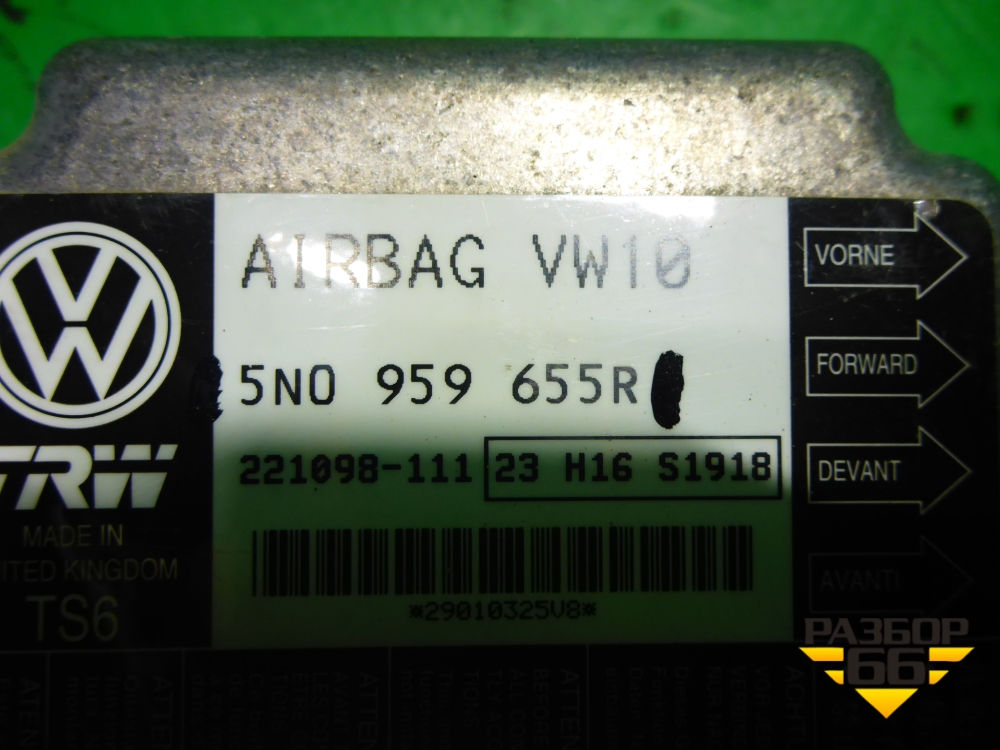 AIRBAG VW10
5N0 959 655R
221098-111 23 H16 S1918
*29010325V8*
TRW
MADE IN
UNITED KINGDOM
TS6
VORNE
FORWARD
DEVANT
AVANTI
РАЗБОР
66